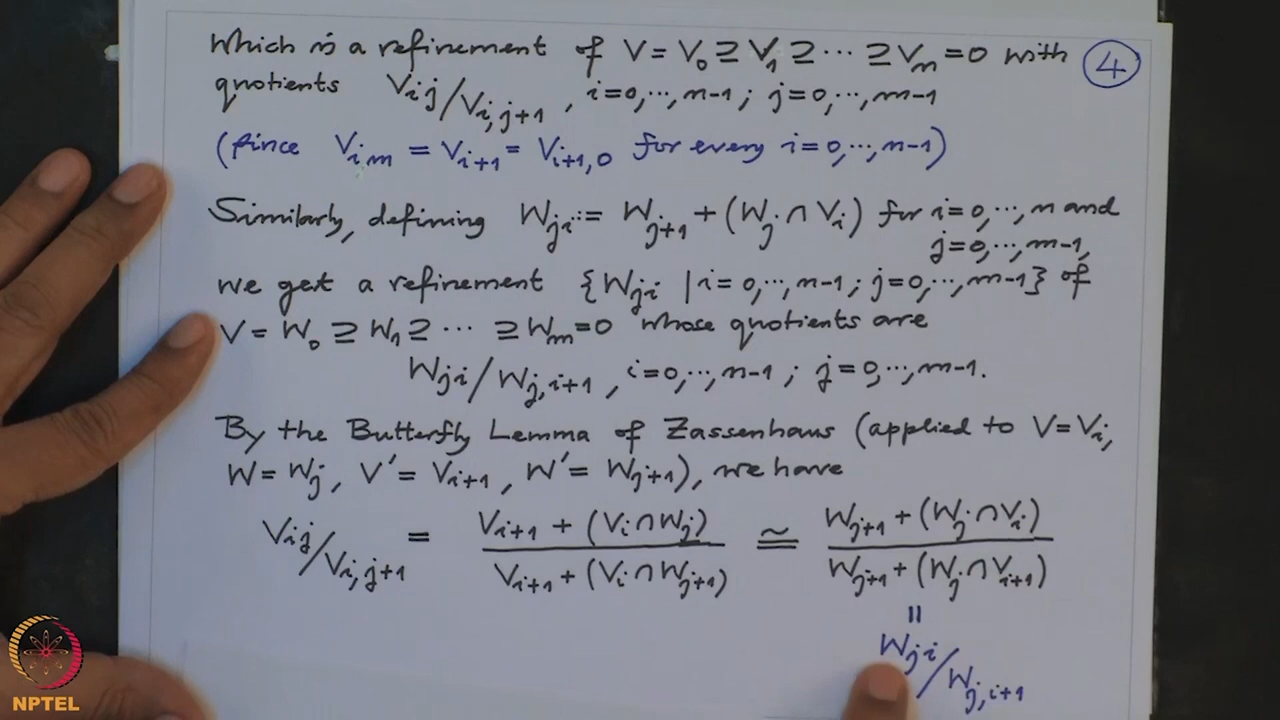 Which is a refinement of V = V₀ ⊇ V₁ ⊇ ⋯ ⊇ Vₘ = 0 with
④
quotients Vᵢⱼ/Vᵢ,ⱼ₊₁ , i=0,⋯,n-1 ; j=0,⋯,m-1
(since Vᵢ,ₘ = Vᵢ₊₁ = Vᵢ₊₁,₀ for every i=0,⋯,n-1)
Similarly, defining Wⱼᵢ := Wⱼ₊₁ + (Wⱼ ∩ Vᵢ) for i=0,⋯,n and
j=0,⋯,m-1,
we get a refinement {Wⱼᵢ | i=0,⋯,n-1 ; j=0,⋯,m-1} of
V = W₀ ⊇ W₁ ⊇ ⋯ ⊇ Wₘ = 0 whose quotients are
Wⱼᵢ/Wⱼ,ᵢ₊₁ , i=0,⋯,n-1 ; j=0,⋯,m-1.
By the Butterfly Lemma of Zassenhaus (applied to V=Vᵢ,
W=Wⱼ, V'=Vᵢ₊₁, W'=Wⱼ₊₁), we have
Vᵢⱼ/Vᵢ,ⱼ₊₁ = (Vᵢ₊₁ + (Vᵢ ∩ Wⱼ))/(Vᵢ₊₁ + (Vᵢ ∩ Wⱼ₊₁)) ≃ (Wⱼ₊₁ + (Wⱼ ∩ Vᵢ))/(Wⱼ₊₁ + (Wⱼ ∩ Vᵢ₊₁))
=
Wⱼᵢ/Wⱼ,ᵢ₊₁
NPTEL